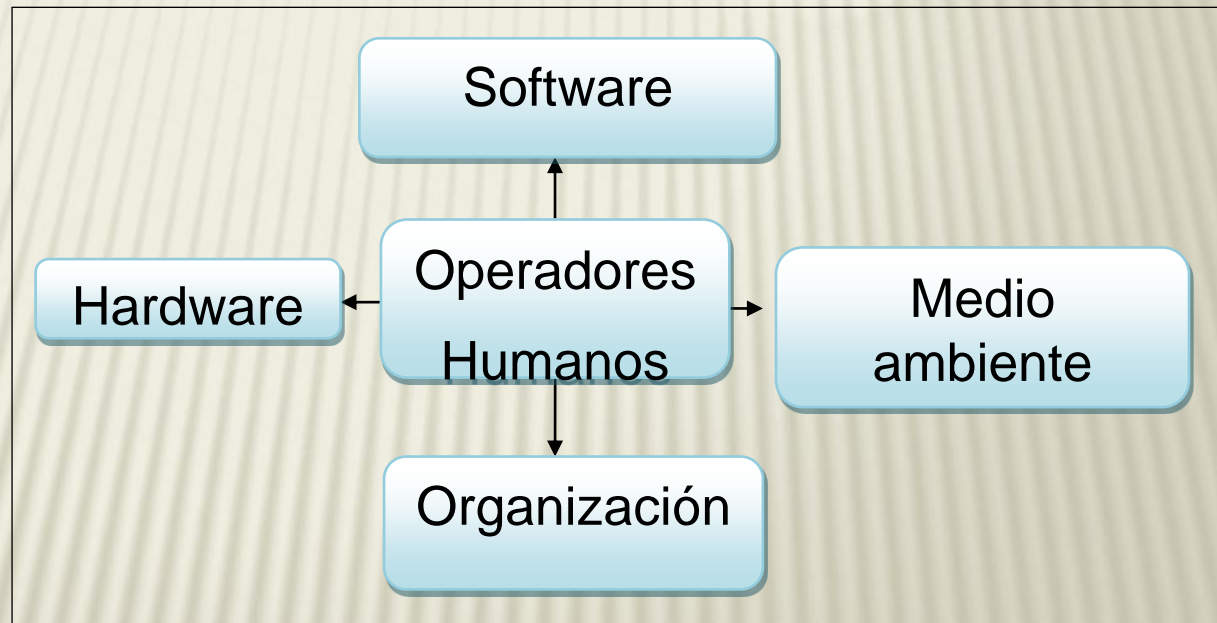 Software
Operadores
Humanos
Hardware
Medio
ambiente
Organización